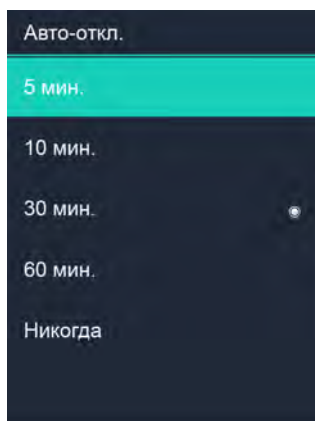 Авто-откл.
5 мин.
10 мин.
30 мин.
60 мин.
Никогда